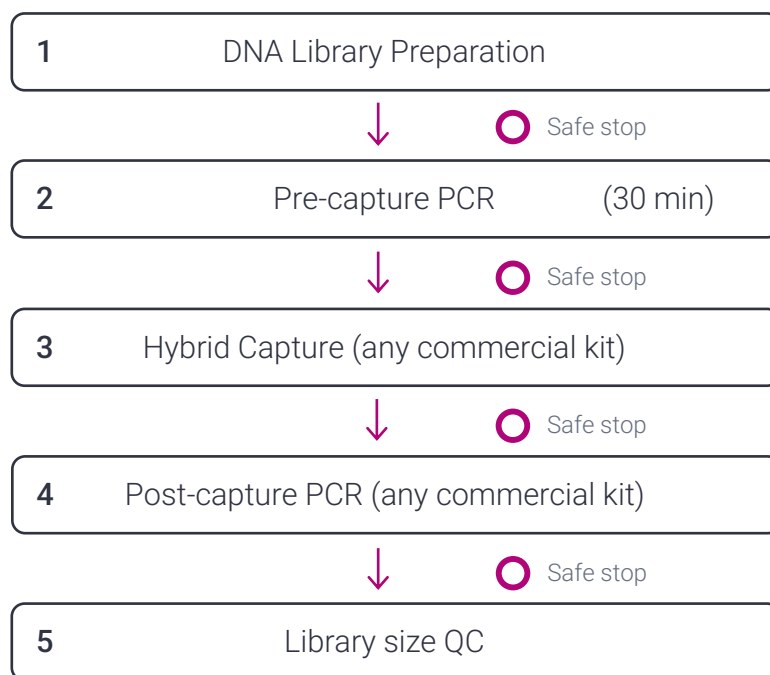 1 DNA Library Preparation
Safe stop
2 Pre-capture PCR (30 min)
Safe stop
3 Hybrid Capture (any commercial kit)
Safe stop
4 Post-capture PCR (any commercial kit)
Safe stop
5 Library size QC